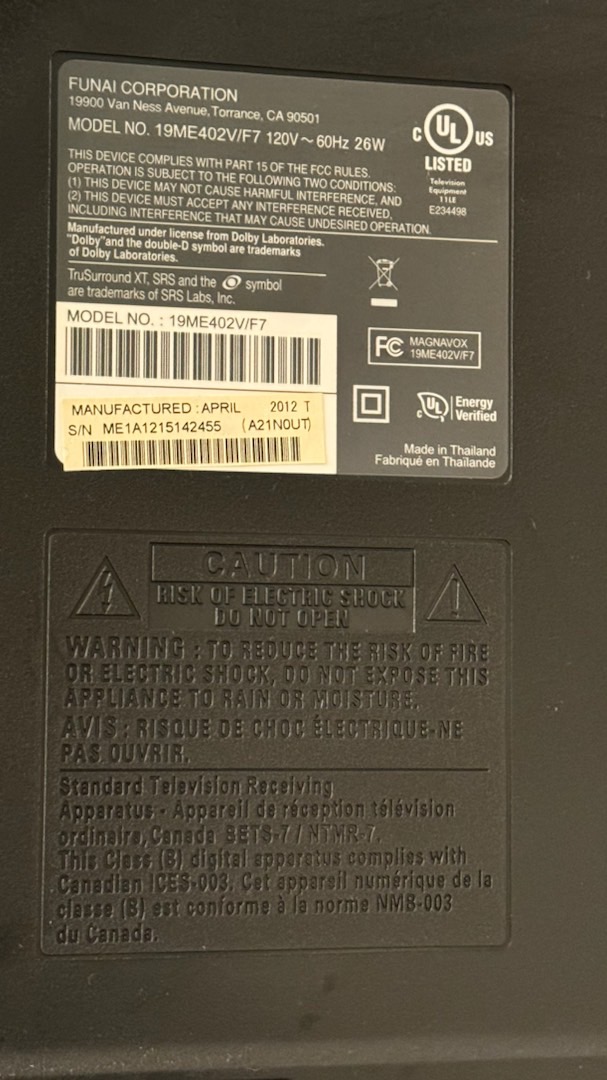 FUNAI CORPORATION
19900 Van Ness Avenue, Torrance, CA 90501
MODEL NO. 19ME402V/F7 120V ~ 60Hz 26W
THIS DEVICE COMPLIES WITH PART 15 OF THE FCC RULES.
OPERATION IS SUBJECT TO THE FOLLOWING TWO CONDITIONS:
(1) THIS DEVICE MAY NOT CAUSE HARMFUL INTERFERENCE, AND
(2) THIS DEVICE MUST ACCEPT ANY INTERFERENCE RECEIVED,
INCLUDING INTERFERENCE THAT MAY CAUSE UNDESIRED OPERATION.
C UL US
LISTED
Television
Equipment
11LE
E234498
Manufactured under license from Dolby Laboratories.
"Dolby"and the double-D symbol are trademarks
of Dolby Laboratories.
TruSurround XT, SRS and the symbol
are trademarks of SRS Labs, Inc.
MODEL NO. : 19ME402V/F7
FC MAGNAVOX
19ME402V/F7
MANUFACTURED : APRIL 2012 T
S/N ME1A1215142455 (A21N0UT)
C UL Energy
Verified
Made in Thailand
Fabriqué en Thaïlande
CAUTION
RISK OF ELECTRIC SHOCK
DO NOT OPEN
WARNING : TO REDUCE THE RISK OF FIRE
OR ELECTRIC SHOCK, DO NOT EXPOSE THIS
APPLIANCE TO RAIN OR MOISTURE.
AVIS : RISQUE DE CHOC ÉLECTRIQUE-NE
PAS OUVRIR.
Standard Television Receiving
Apparatus - Appareil de réception télévision
ordinaire, Canada BETS-7 / NTMR-7.
This Class (B) digital apparatus complies with
Canadian ICES-003. Cet appareil numérique de la
classe (B) est conforme à la norme NMB-003
du Canada.